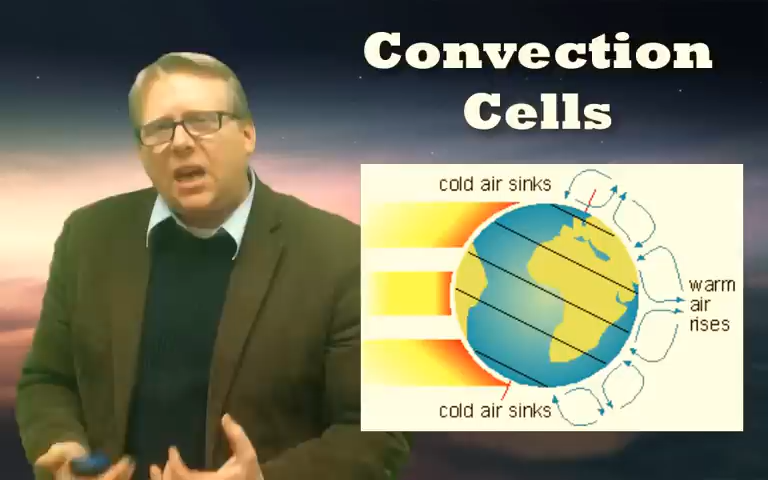 Convection
Cells
cold air sinks
warm
air
rises
cold air sinks